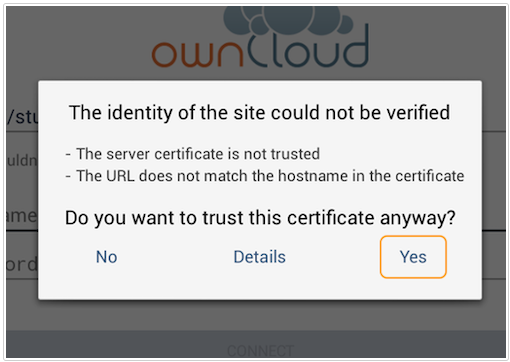 ownCloud
/stu
The identity of the site could not be verified
uldn
- The server certificate is not trusted
- The URL does not match the hostname in the certificate
ame
Do you want to trust this certificate anyway?
No Details Yes
ord
CONNECT